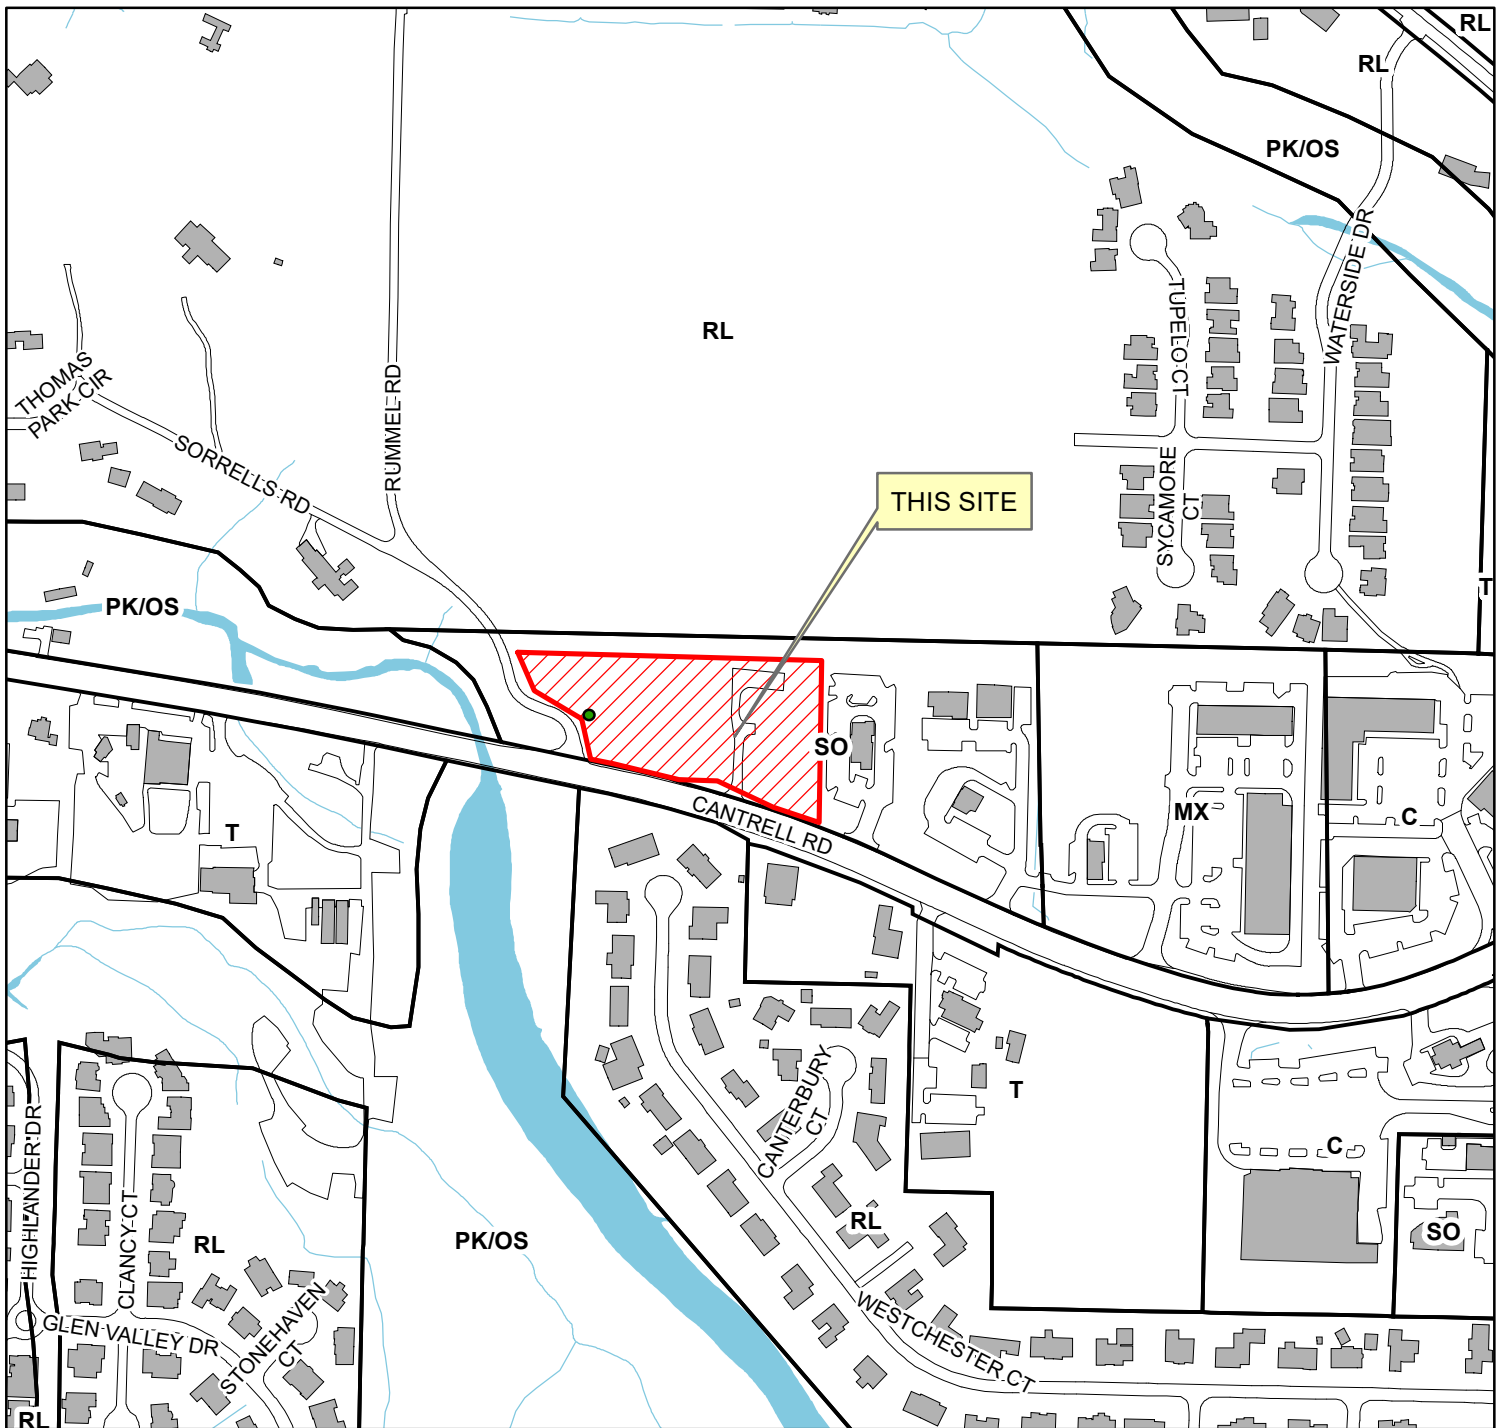 RL
RL
PK/OS
WATERSIDE DR
TUPELO CT
RL
THOMAS
PARK CIR
RUMMEL RD
SORRELLS RD
SYCAMORE
CT
THIS SITE
T
PK/OS
SO
CANTRELL RD
MX
C
T
CANTERBURY
CT
T
HIGHLANDER DR
CLANCY CT
RL
PK/OS
RL
C
SO
GLEN VALLEY DR
STONEHAVEN
CT
WESTCHESTER CT
RL